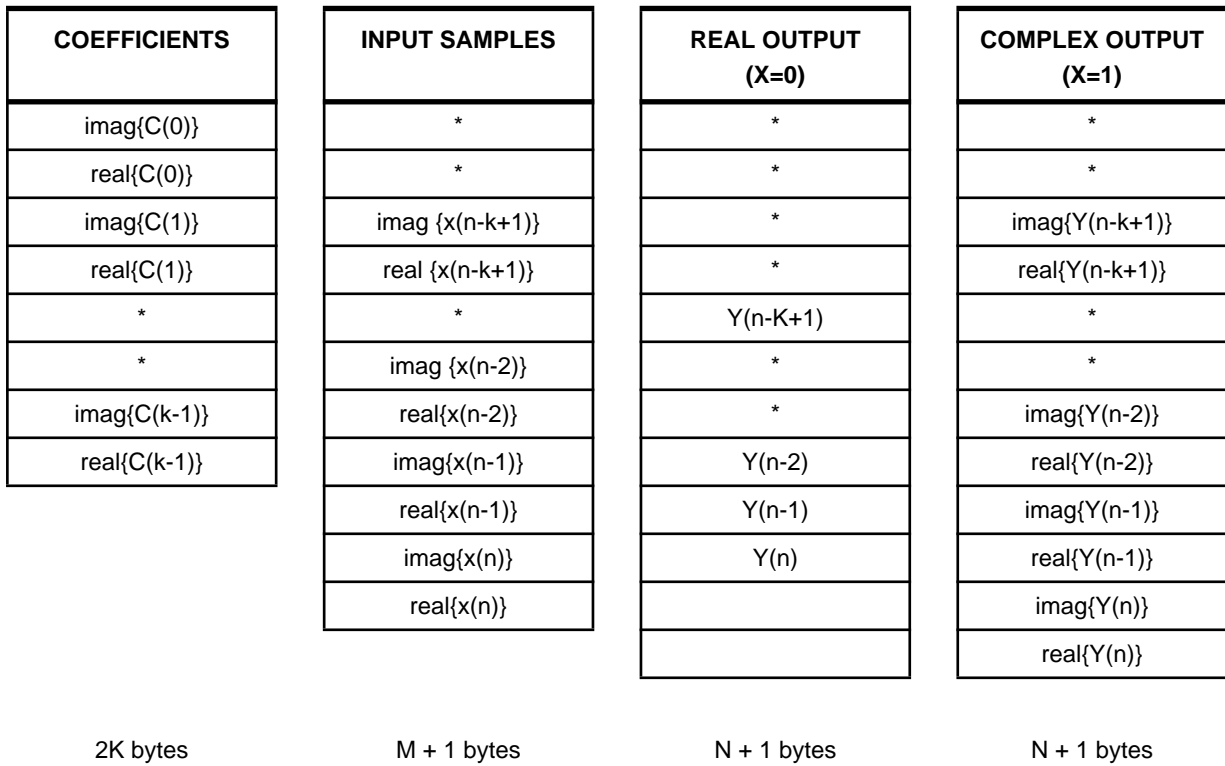 COEFFICIENTS
imag{C(0)}
real{C(0)}
imag{C(1)}
real{C(1)}
*
*
imag{C(k-1)}
real{C(k-1)}
2K bytes
INPUT SAMPLES
*
*
imag {x(n-k+1)}
real {x(n-k+1)}
*
imag {x(n-2)}
real{x(n-2)}
imag{x(n-1)}
real{x(n-1)}
imag{x(n)}
real{x(n)}
M + 1 bytes
REAL OUTPUT
(X=0)
*
*
*
*
Y(n-K+1)
*
*
Y(n-2)
Y(n-1)
Y(n)
N + 1 bytes
COMPLEX OUTPUT
(X=1)
*
*
imag{Y(n-k+1)}
real{Y(n-k+1)}
*
*
imag{Y(n-2)}
real{Y(n-2)}
imag{Y(n-1)}
real{Y(n-1)}
imag{Y(n)}
real{Y(n)}
N + 1 bytes